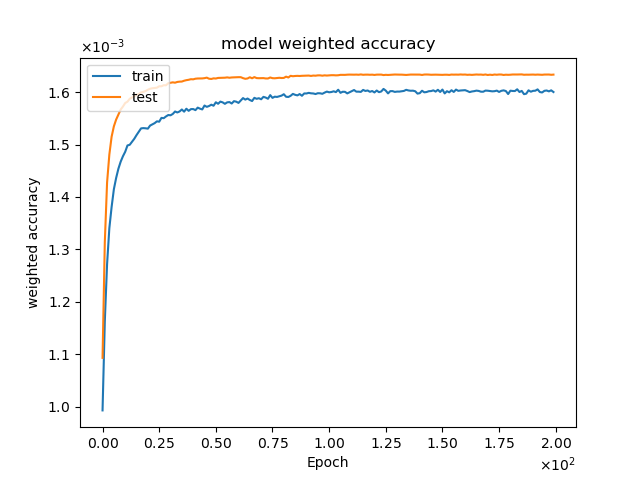 model weighted accuracy
×10⁻³
train
test
1.6
1.5
1.4
1.3
1.2
1.1
1.0
weighted accuracy
0.00 0.25 0.50 0.75 1.00 1.25 1.50 1.75 2.00
Epoch
×10²